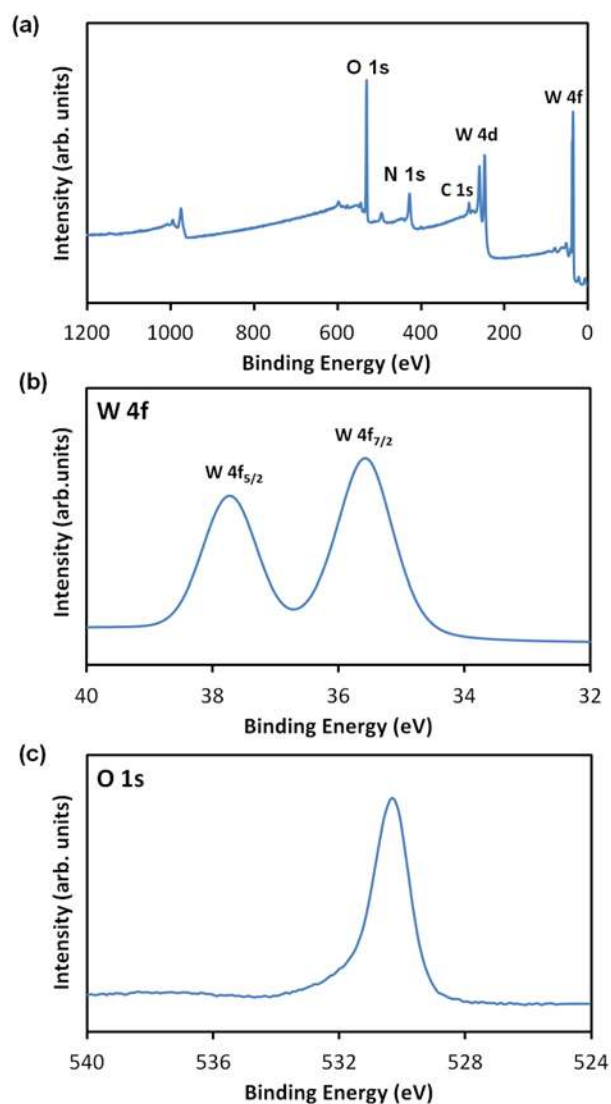 (a)
O 1s
W 4f
W 4d
N 1s
C 1s
Intensity (arb. units)
1200 1000 800 600 400 200 0
Binding Energy (eV)
(b)
W 4f
W 4f7/2
W 4f5/2
Intensity (arb.units)
40 38 36 34 32
Binding Energy (eV)
(c)
O 1s
Intensity (arb. units)
540 536 532 528 524
Binding Energy (eV)